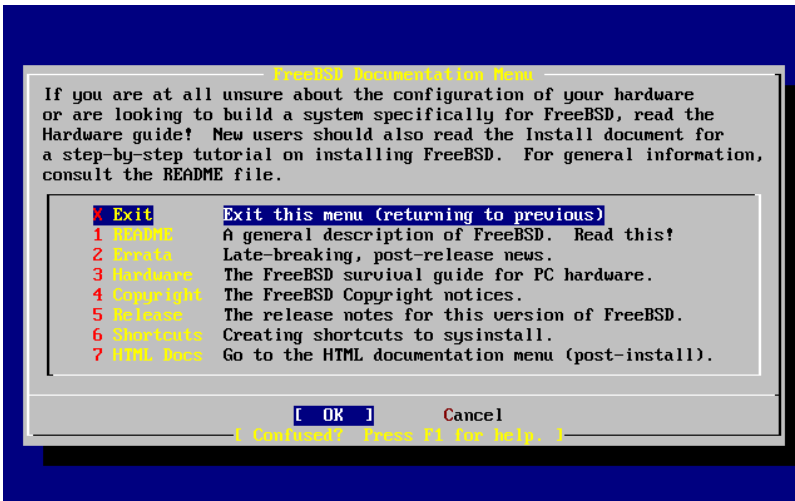 FreeBSD Documentation Menu
If you are at all unsure about the configuration of your hardware
or are looking to build a system specifically for FreeBSD, read the
Hardware guide!  New users should also read the Install document for
a step-by-step tutorial on installing FreeBSD.  For general information,
consult the README file.
X Exit       Exit this menu (returning to previous)
1 README     A general description of FreeBSD.  Read this!
2 Errata     Late-breaking, post-release news.
3 Hardware   The FreeBSD survival guide for PC hardware.
4 Copyright  The FreeBSD Copyright notices.
5 Release    The release notes for this version of FreeBSD.
6 Shortcuts  Creating shortcuts to sysinstall.
7 HTML Docs  Go to the HTML documentation menu (post-install).
[  OK  ]       Cancel
[ Confused?  Press F1 for help. ]